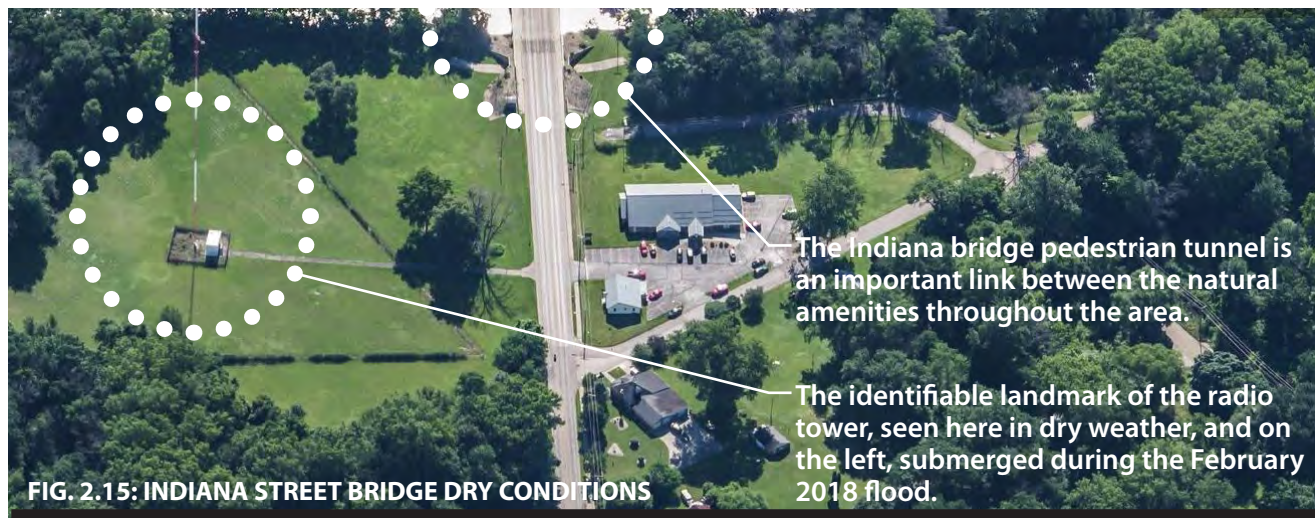 The Indiana bridge pedestrian tunnel is
an important link between the natural
amenities throughout the area.
The identifiable landmark of the radio
tower, seen here in dry weather, and on
the left, submerged during the February
2018 flood.
FIG. 2.15: INDIANA STREET BRIDGE DRY CONDITIONS